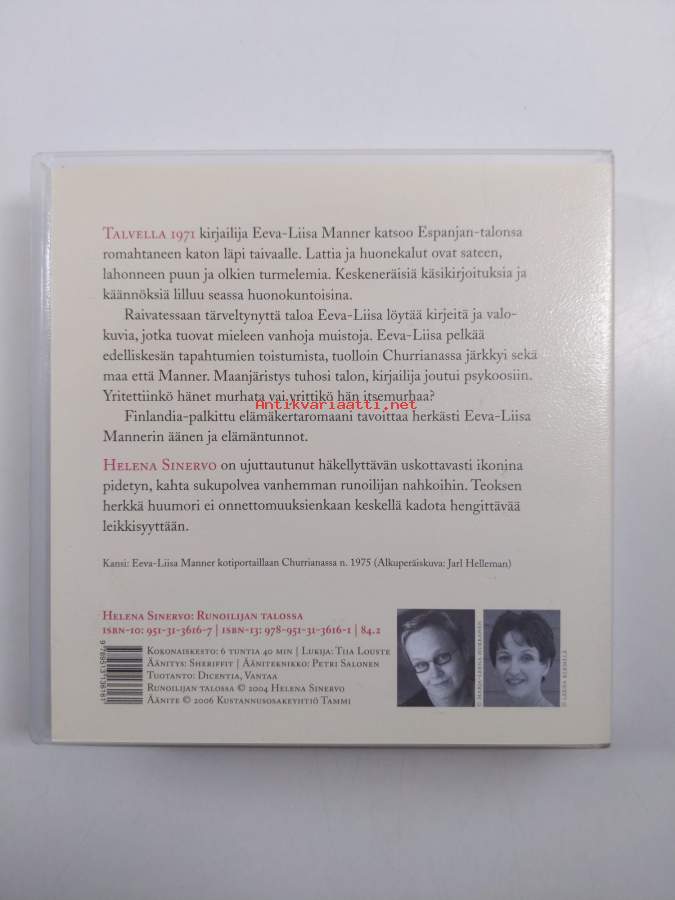 TALVELLA 1971 kirjailija Eeva-Liisa Manner katsoo Espanjan-talonsa
romahtaneen katon läpi taivaalle. Lattia ja huonekalut ovat sateen,
lahonneen puun ja olkien turmelemia. Keskeneräisiä käsikirjoituksia ja
käännöksiä lilluu seassa huonokuntoisina.
Raivatessaan tärveltynyttä taloa Eeva-Liisa löytää kirjeitä ja valo-
kuvia, jotka tuovat mieleen vanhoja muistoja. Eeva-Liisa pelkää
edelliskesän tapahtumien toistumista, tuolloin Churrianassa järkkyi sekä
maa että Manner. Maanjäristys tuhosi talon, kirjailija joutui psykoosiin.
Yritettiinkö hänet murhata vai yrittikö hän itsemurhaa?
Antikvariaatti.net
Finlandia-palkittu elämäkertaromaani tavoittaa herkästi Eeva-Liisa
Mannerin äänen ja elämäntunnot.
HELENA SINERVO on ujuttautunut häkellyttävän uskottavasti ikonina
pidetyn, kahta sukupolvea vanhemman runoilijan nahkoihin. Teoksen
herkkä huumori ei onnettomuuksienkaan keskellä kadota hengittävää
leikkisyyttään.
Kansi: Eeva-Liisa Manner kotiportaillaan Churrianassa n. 1975 (Alkuperäiskuva: Jarl Helleman)
HELENA SINERVO: RUNOILIJAN TALOSSA
ISBN-10: 951-31-3616-7 | ISBN-13: 978-951-31-3616-1 | 84.2
KOKONAISKESTO: 6 TUNTIA 40 MIN | LUKIJA: TIIA LOUSTE
ÄÄNITYS: SHERIFFIT | ÄÄNITEKNIKKO: PETRI SALONEN
TUOTANTO: DICENTIA, VANTAA
RUNOILIJAN TALOSSA © 2004 HELENA SINERVO
ÄÄNITE © 2006 KUSTANNUSOSAKEYHTIÖ TAMMI
9789513136161